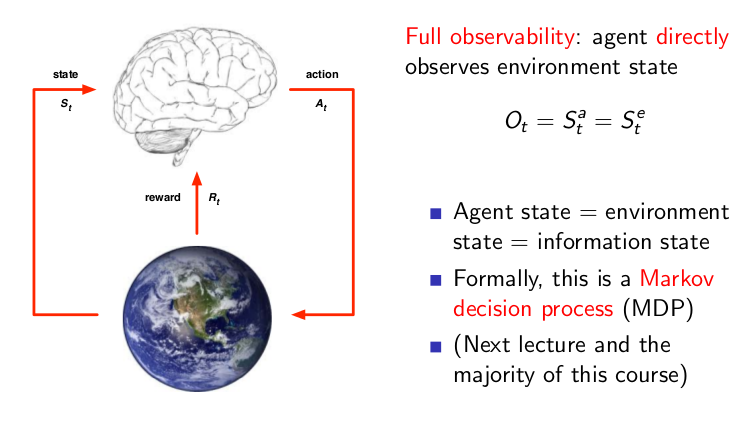 state
S_t
action
A_t
reward
R_t
Full observability: agent directly
observes environment state
O_t = S_t^a = S_t^e
Agent state = environment
state = information state
Formally, this is a Markov
decision process (MDP)
(Next lecture and the
majority of this course)